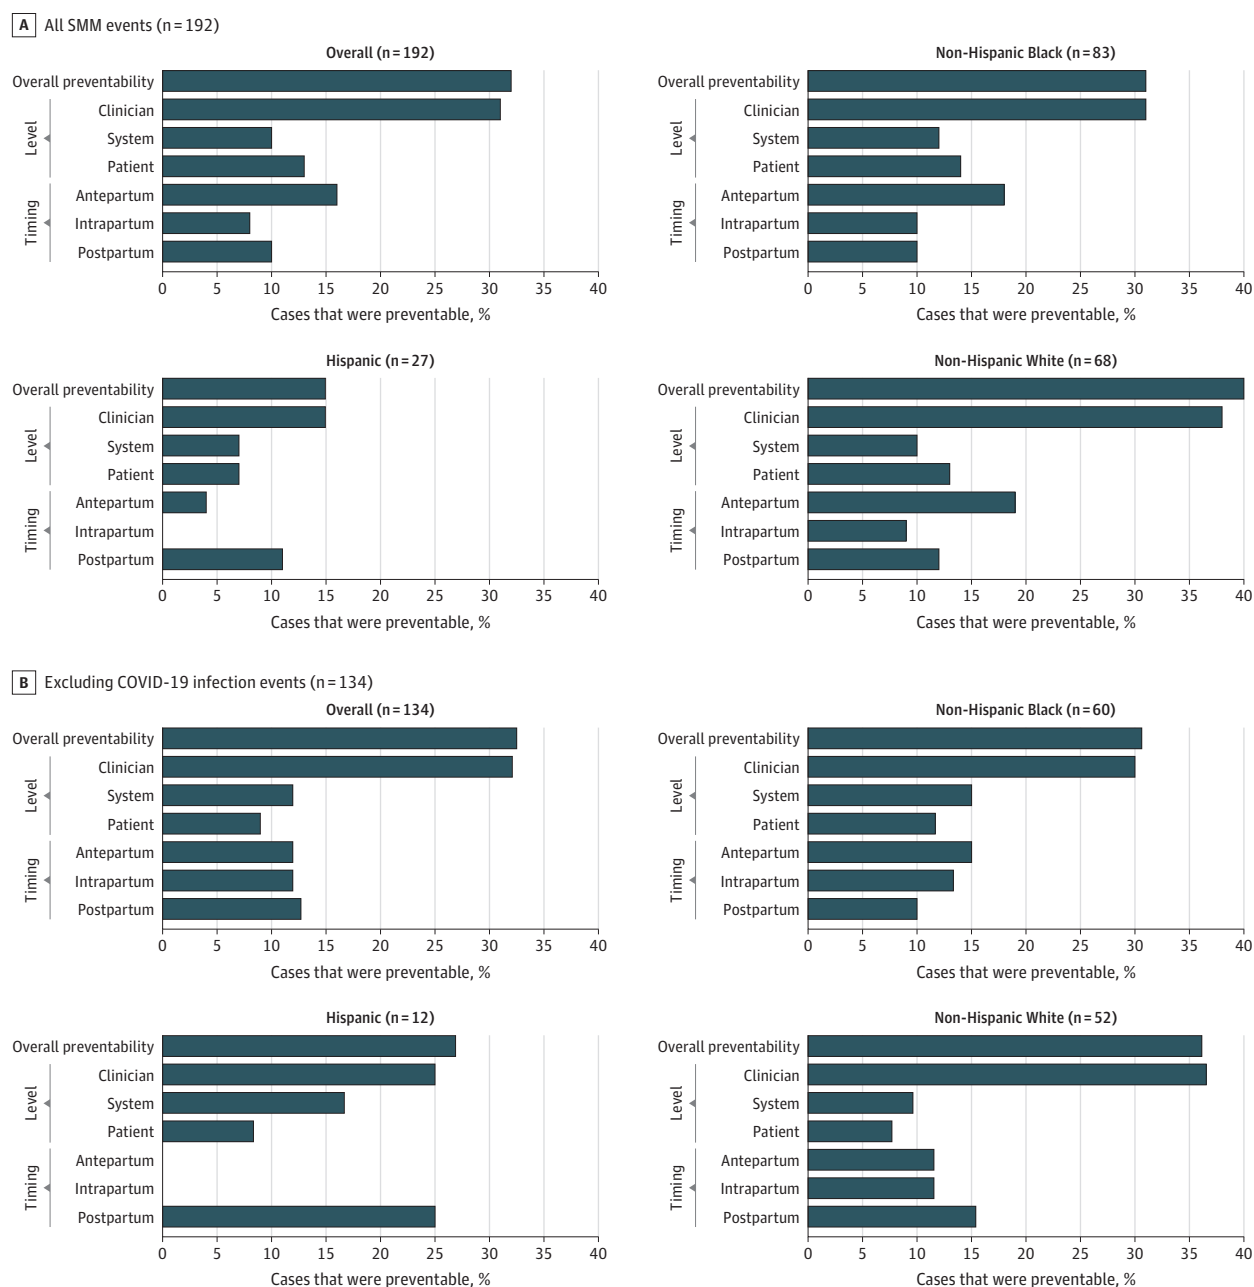 A All SMM events (n = 192)
Overall (n = 192)
Overall preventability
Level
Clinician
System
Patient
Timing
Antepartum
Intrapartum
Postpartum
0 5 10 15 20 25 30 35 40
Cases that were preventable, %
Non-Hispanic Black (n = 83)
Overall preventability
Level
Clinician
System
Patient
Timing
Antepartum
Intrapartum
Postpartum
0 5 10 15 20 25 30 35 40
Cases that were preventable, %
Hispanic (n = 27)
Overall preventability
Level
Clinician
System
Patient
Timing
Antepartum
Intrapartum
Postpartum
0 5 10 15 20 25 30 35 40
Cases that were preventable, %
Non-Hispanic White (n = 68)
Overall preventability
Level
Clinician
System
Patient
Timing
Antepartum
Intrapartum
Postpartum
0 5 10 15 20 25 30 35 40
Cases that were preventable, %
B Excluding COVID-19 infection events (n = 134)
Overall (n = 134)
Overall preventability
Level
Clinician
System
Patient
Timing
Antepartum
Intrapartum
Postpartum
0 5 10 15 20 25 30 35 40
Cases that were preventable, %
Non-Hispanic Black (n = 60)
Overall preventability
Level
Clinician
System
Patient
Timing
Antepartum
Intrapartum
Postpartum
0 5 10 15 20 25 30 35 40
Cases that were preventable, %
Hispanic (n = 12)
Overall preventability
Level
Clinician
System
Patient
Timing
Antepartum
Intrapartum
Postpartum
0 5 10 15 20 25 30 35 40
Cases that were preventable, %
Non-Hispanic White (n = 52)
Overall preventability
Level
Clinician
System
Patient
Timing
Antepartum
Intrapartum
Postpartum
0 5 10 15 20 25 30 35 40
Cases that were preventable, %